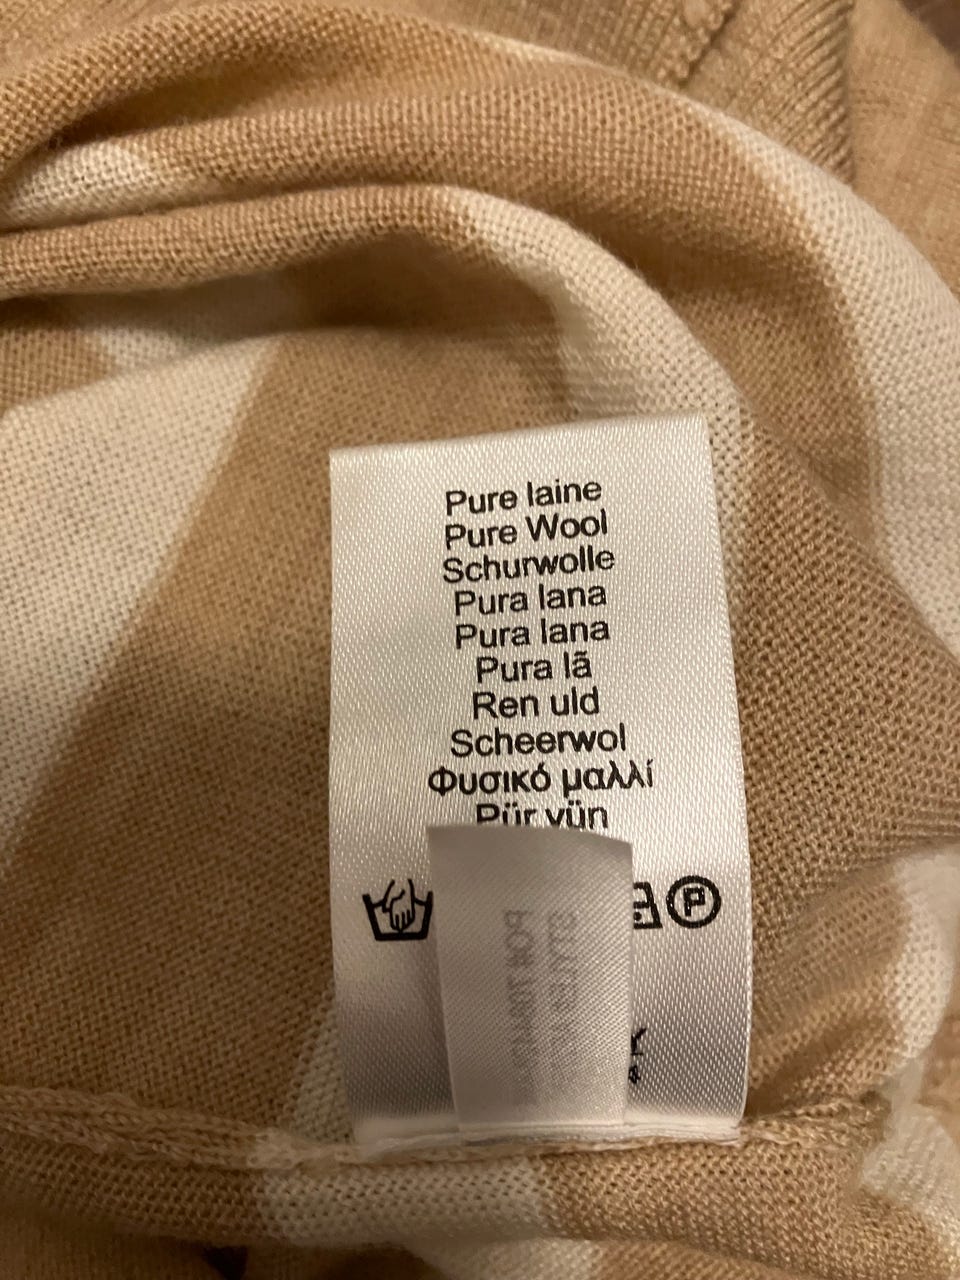 Pure laine
Pure Wool
Schurwolle
Pura lana
Pura lana
Pura lã
Ren uld
Scheerwol
Φυσικό μαλλί
Pür yün
P